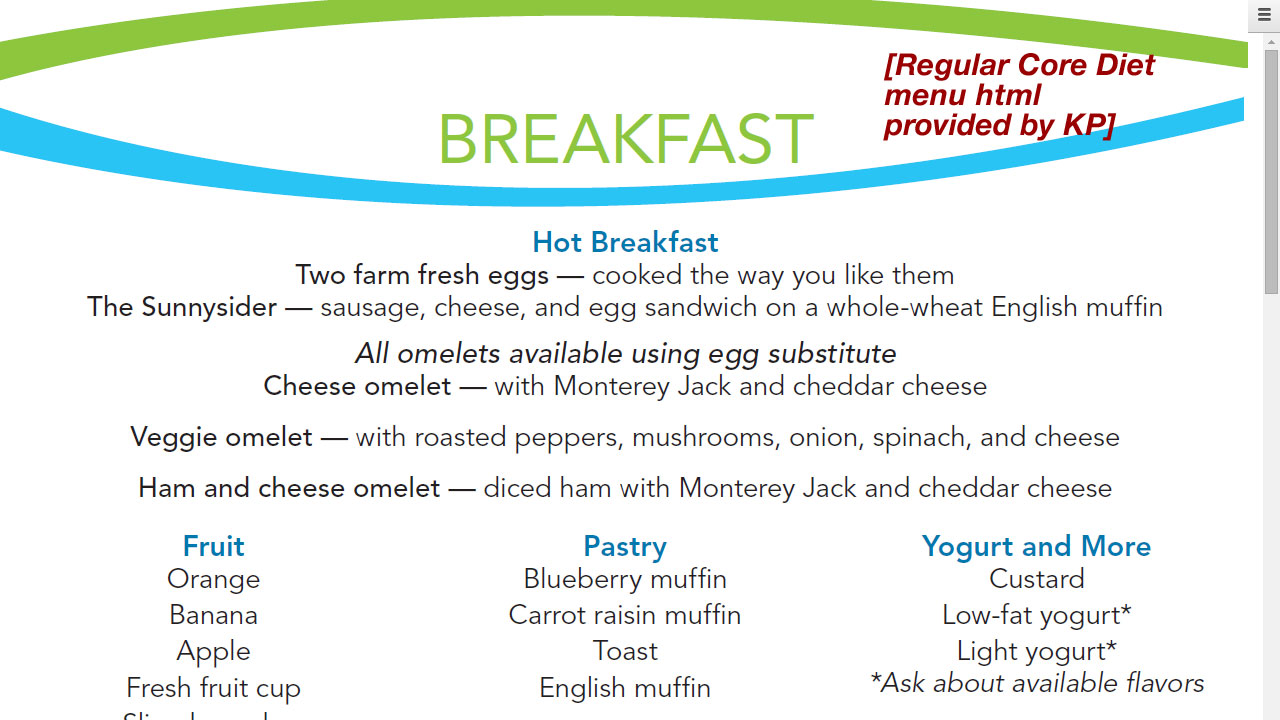 [Regular Core Diet
menu html
provided by KP]
BREAKFAST
Hot Breakfast
Two farm fresh eggs — cooked the way you like them
The Sunnysider — sausage, cheese, and egg sandwich on a whole-wheat English muffin
All omelets available using egg substitute
Cheese omelet — with Monterey Jack and cheddar cheese
Veggie omelet — with roasted peppers, mushrooms, onion, spinach, and cheese
Ham and cheese omelet — diced ham with Monterey Jack and cheddar cheese
Fruit
Orange
Banana
Apple
Fresh fruit cup
Pastry
Blueberry muffin
Carrot raisin muffin
Toast
English muffin
Yogurt and More
Custard
Low-fat yogurt*
Light yogurt*
*Ask about available flavors